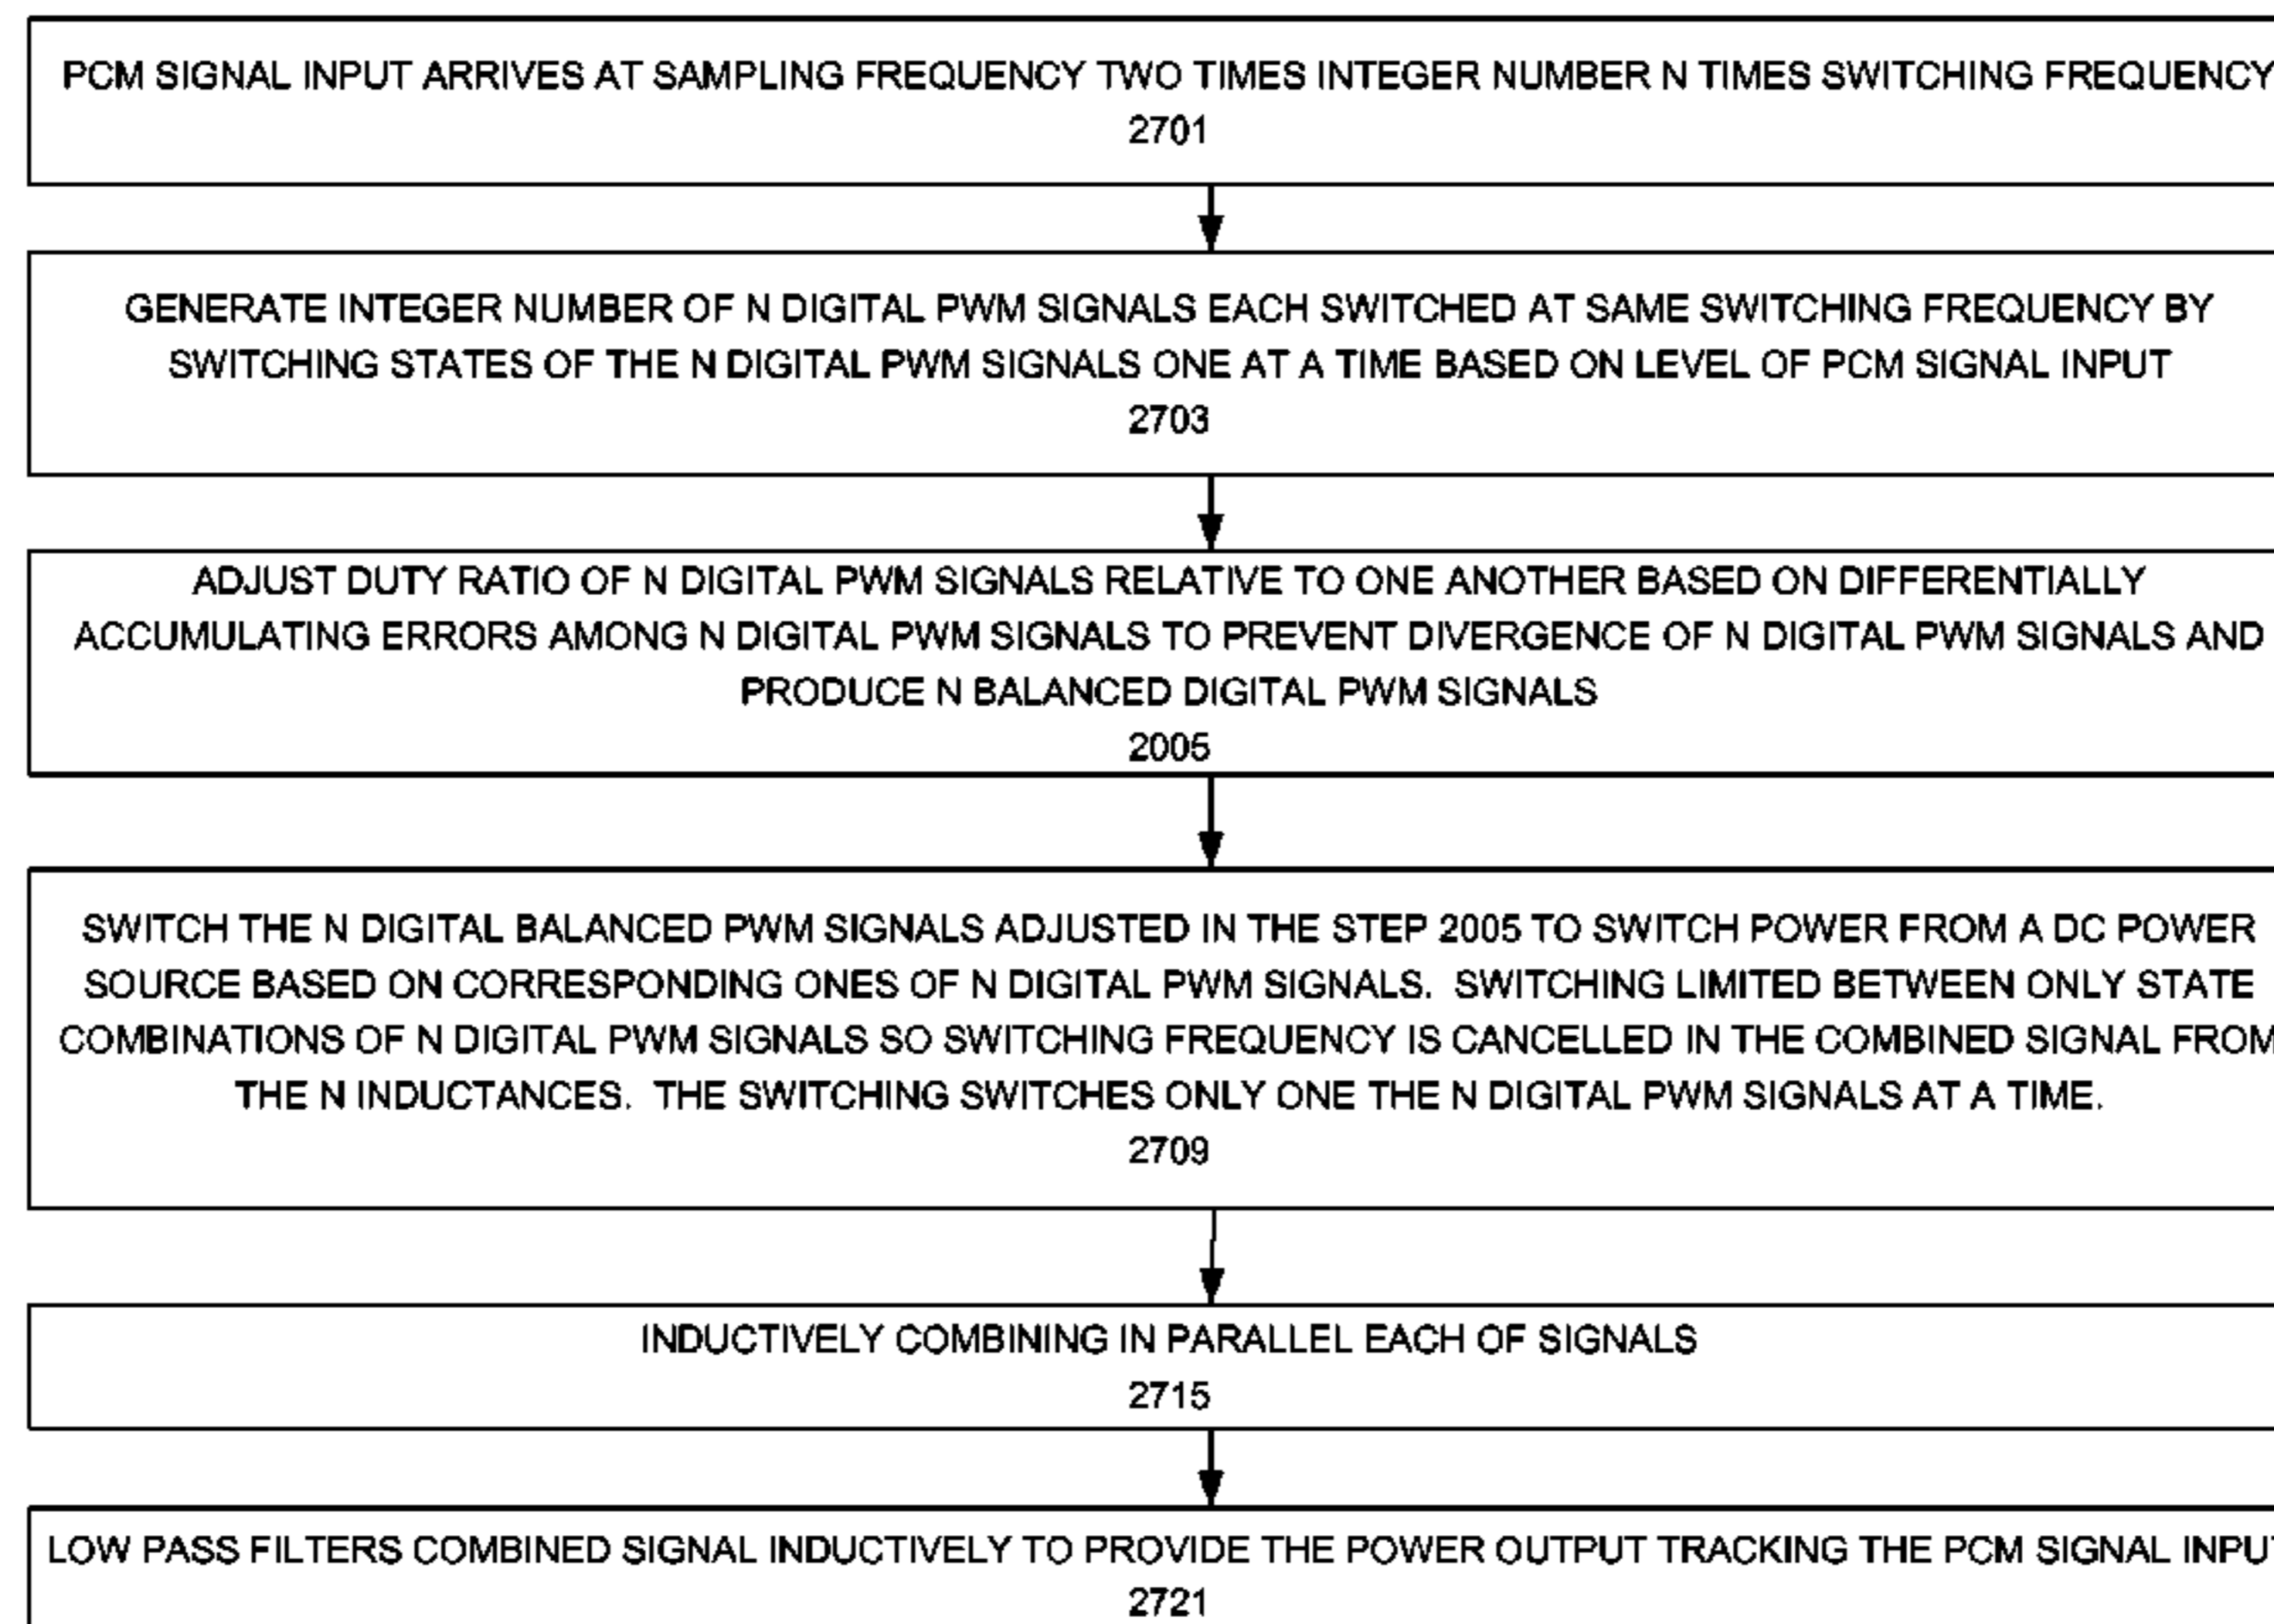 PCM SIGNAL INPUT ARRIVES AT SAMPLING FREQUENCY TWO TIMES INTEGER NUMBER N TIMES SWITCHING FREQUENCY
2701
GENERATE INTEGER NUMBER OF N DIGITAL PWM SIGNALS EACH SWITCHED AT SAME SWITCHING FREQUENCY BY
SWITCHING STATES OF THE N DIGITAL PWM SIGNALS ONE AT A TIME BASED ON LEVEL OF PCM SIGNAL INPUT
2703
ADJUST DUTY RATIO OF N DIGITAL PWM SIGNALS RELATIVE TO ONE ANOTHER BASED ON DIFFERENTIALLY
ACCUMULATING ERRORS AMONG N DIGITAL PWM SIGNALS TO PREVENT DIVERGENCE OF N DIGITAL PWM SIGNALS AND
PRODUCE N BALANCED DIGITAL PWM SIGNALS
2005
SWITCH THE N DIGITAL BALANCED PWM SIGNALS ADJUSTED IN THE STEP 2005 TO SWITCH POWER FROM A DC POWER
SOURCE BASED ON CORRESPONDING ONES OF N DIGITAL PWM SIGNALS. SWITCHING LIMITED BETWEEN ONLY STATE
COMBINATIONS OF N DIGITAL PWM SIGNALS SO SWITCHING FREQUENCY IS CANCELLED IN THE COMBINED SIGNAL FROM
THE N INDUCTANCES. THE SWITCHING SWITCHES ONLY ONE THE N DIGITAL PWM SIGNALS AT A TIME.
2709
INDUCTIVELY COMBINING IN PARALLEL EACH OF SIGNALS
2715
LOW PASS FILTERS COMBINED SIGNAL INDUCTIVELY TO PROVIDE THE POWER OUTPUT TRACKING THE PCM SIGNAL INPUT
2721